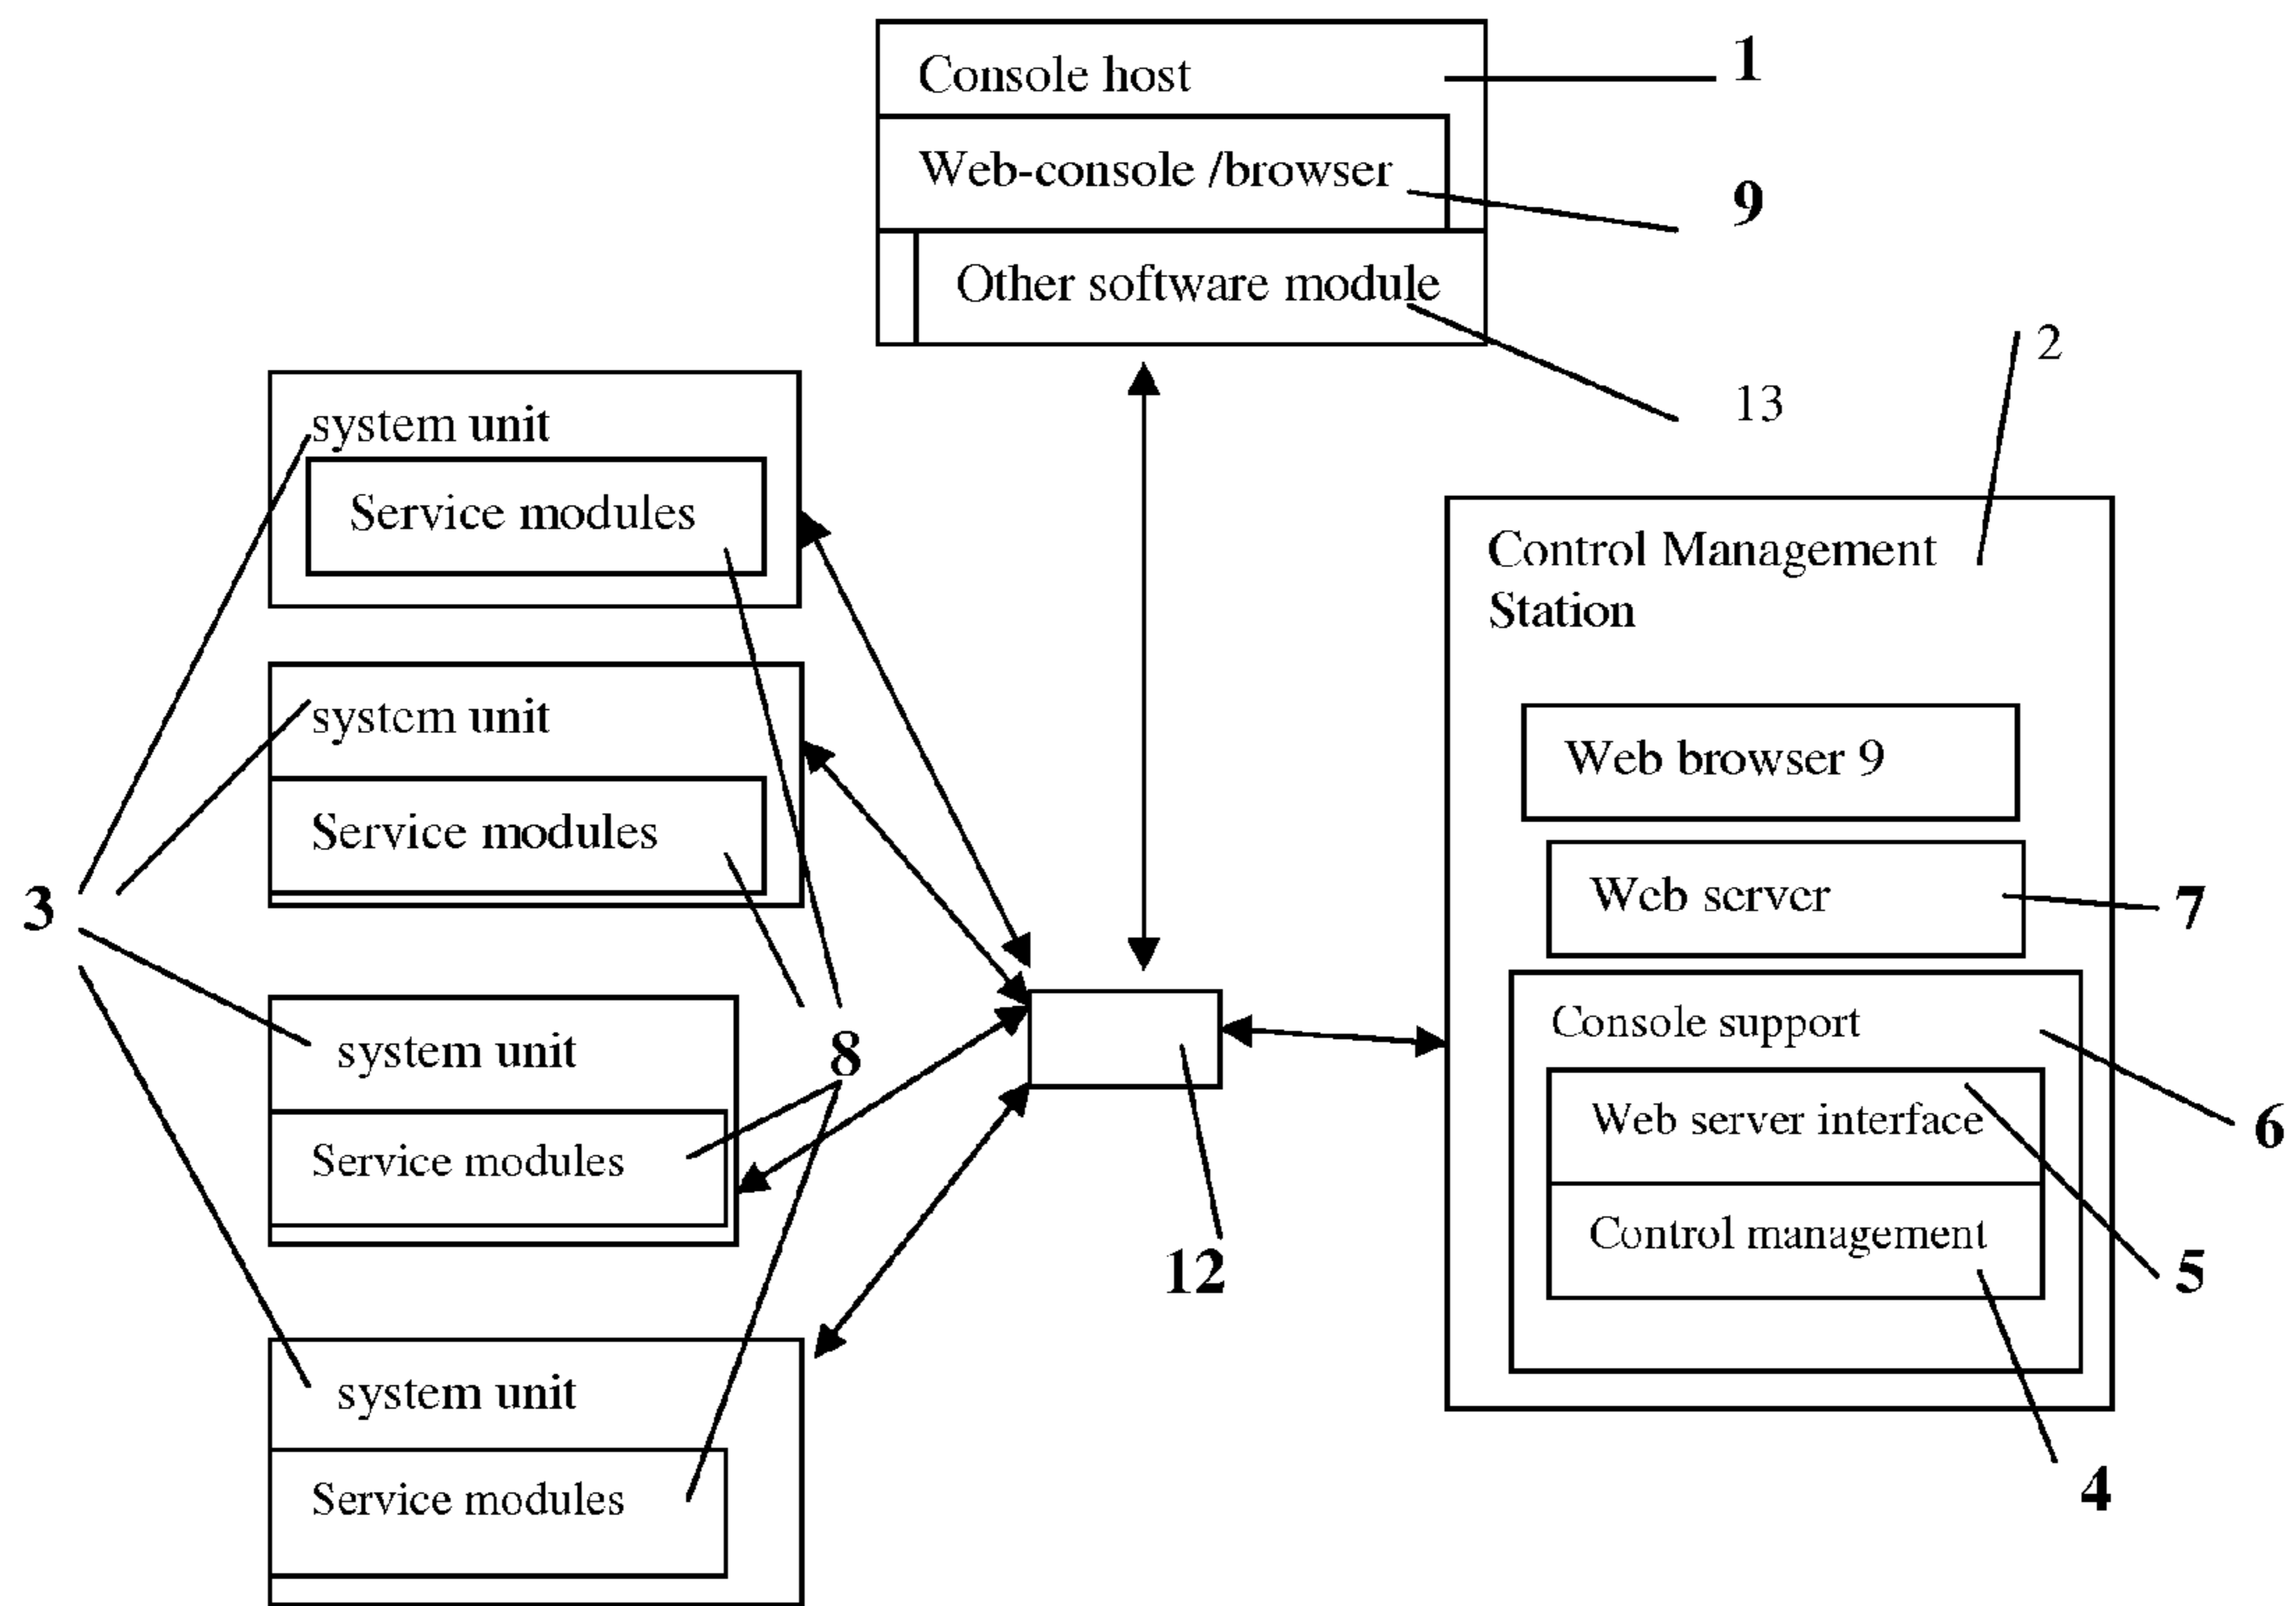 Console host
1
Web-console /browser
9
Other software module
13
2
system unit
Service modules
system unit
Service modules
3
system unit
Service modules
8
system unit
Service modules
12
Control Management
Station
Web browser 9
Web server
7
Console support
6
Web server interface
5
Control management
4